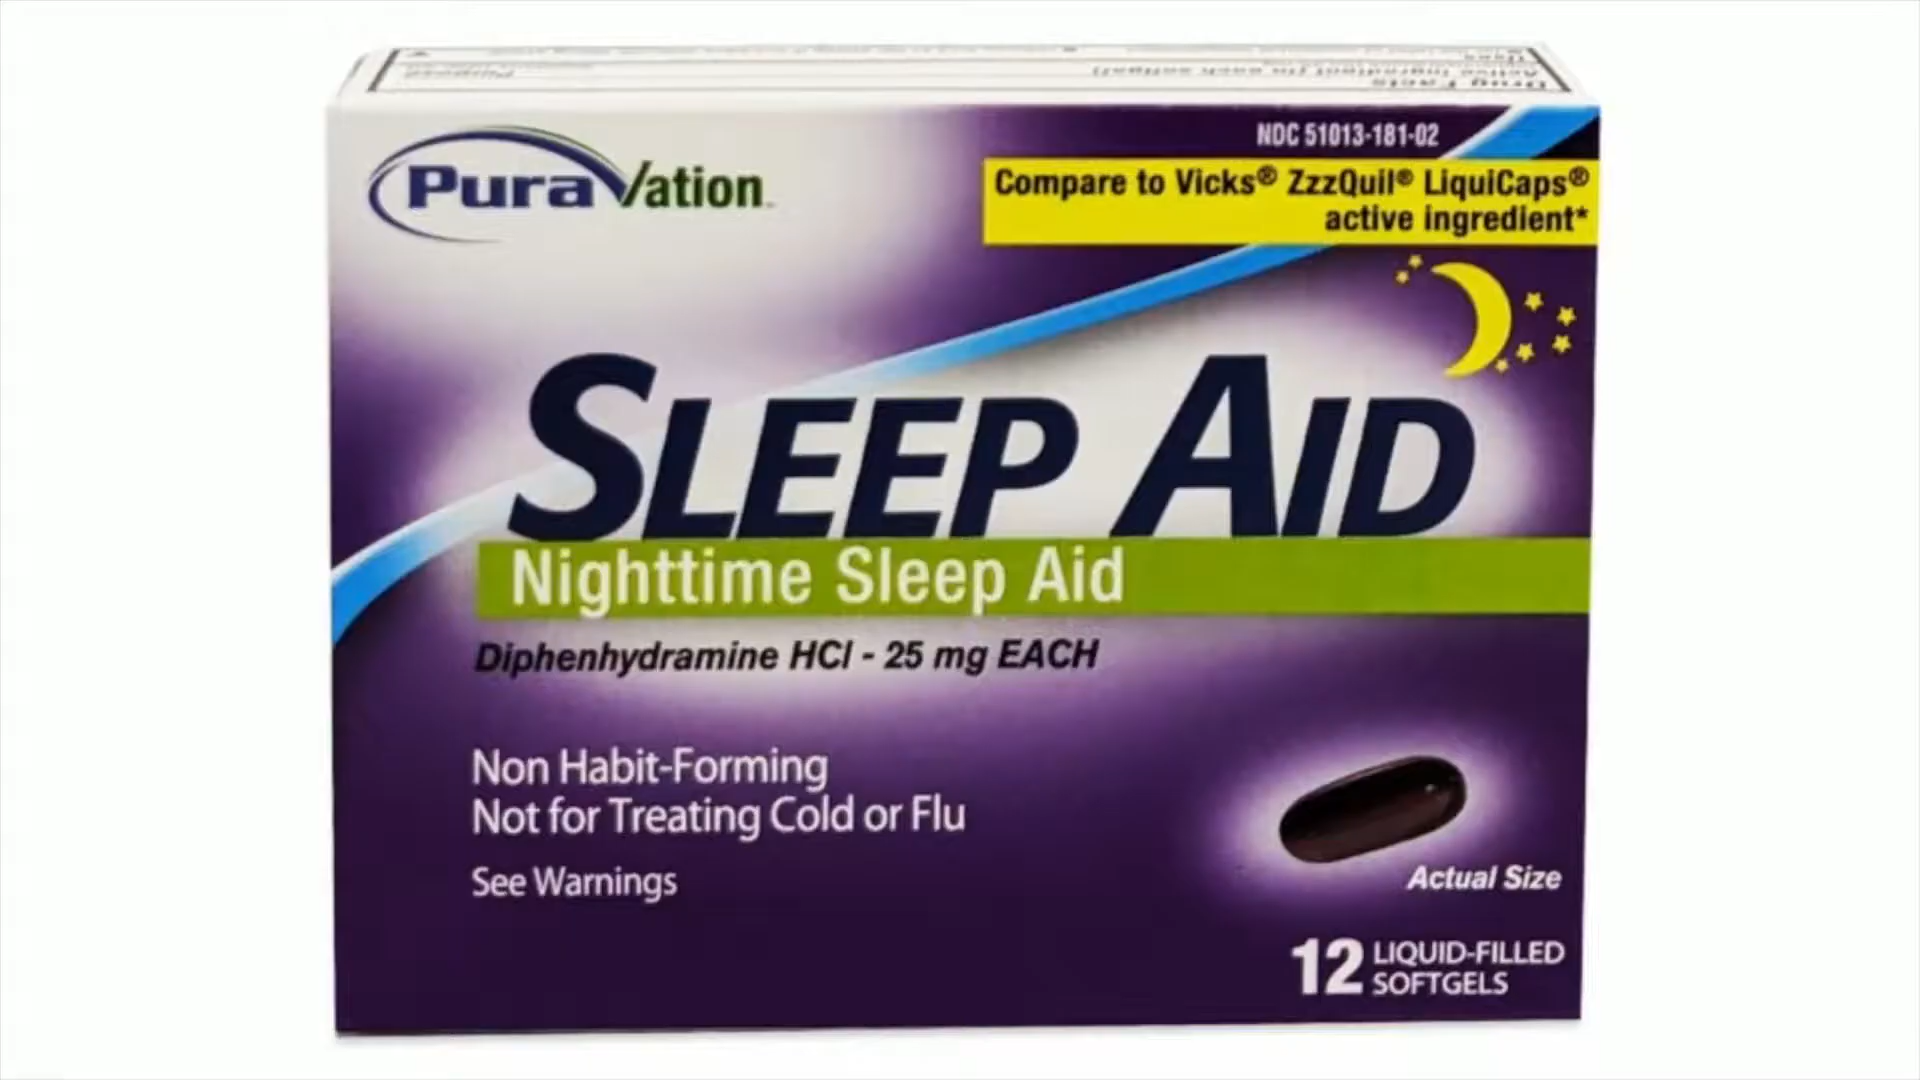 PuraVation
NDC 51013-181-02
Compare to Vicks® ZzzQuil® LiquiCaps®
active ingredient*
SLEEP AID
Nighttime Sleep Aid
Diphenhydramine HCl - 25 mg EACH
Non Habit-Forming
Not for Treating Cold or Flu
See Warnings
Actual Size
12 LIQUID-FILLED
SOFTGELS